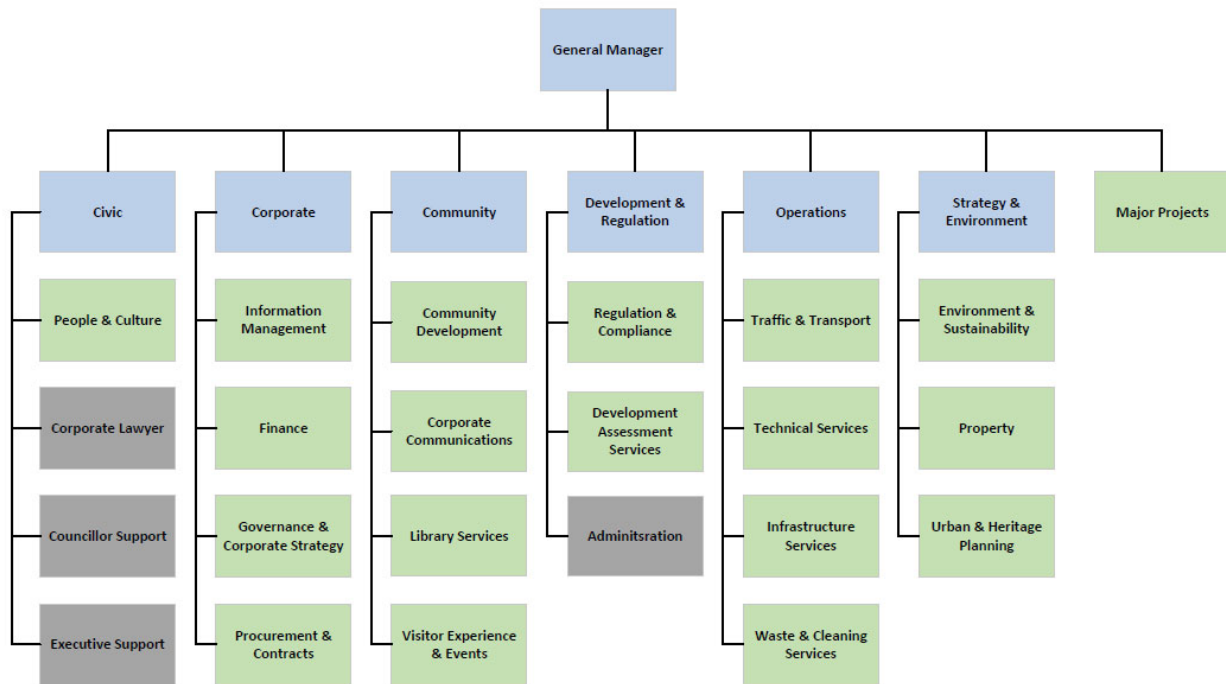 General Manager
Civic
Corporate
Community
Development &
Regulation
Operations
Strategy &
Environment
Major Projects
People & Culture
Information
Management
Community
Development
Regulation &
Compliance
Traffic & Transport
Environment &
Sustainability
Corporate Lawyer
Finance
Corporate
Communications
Development
Assessment
Services
Technical Services
Property
Councillor Support
Governance &
Corporate Strategy
Library Services
Adminitsration
Infrastructure
Services
Urban & Heritage
Planning
Executive Support
Procurement &
Contracts
Visitor Experience
& Events
Waste & Cleaning
Services